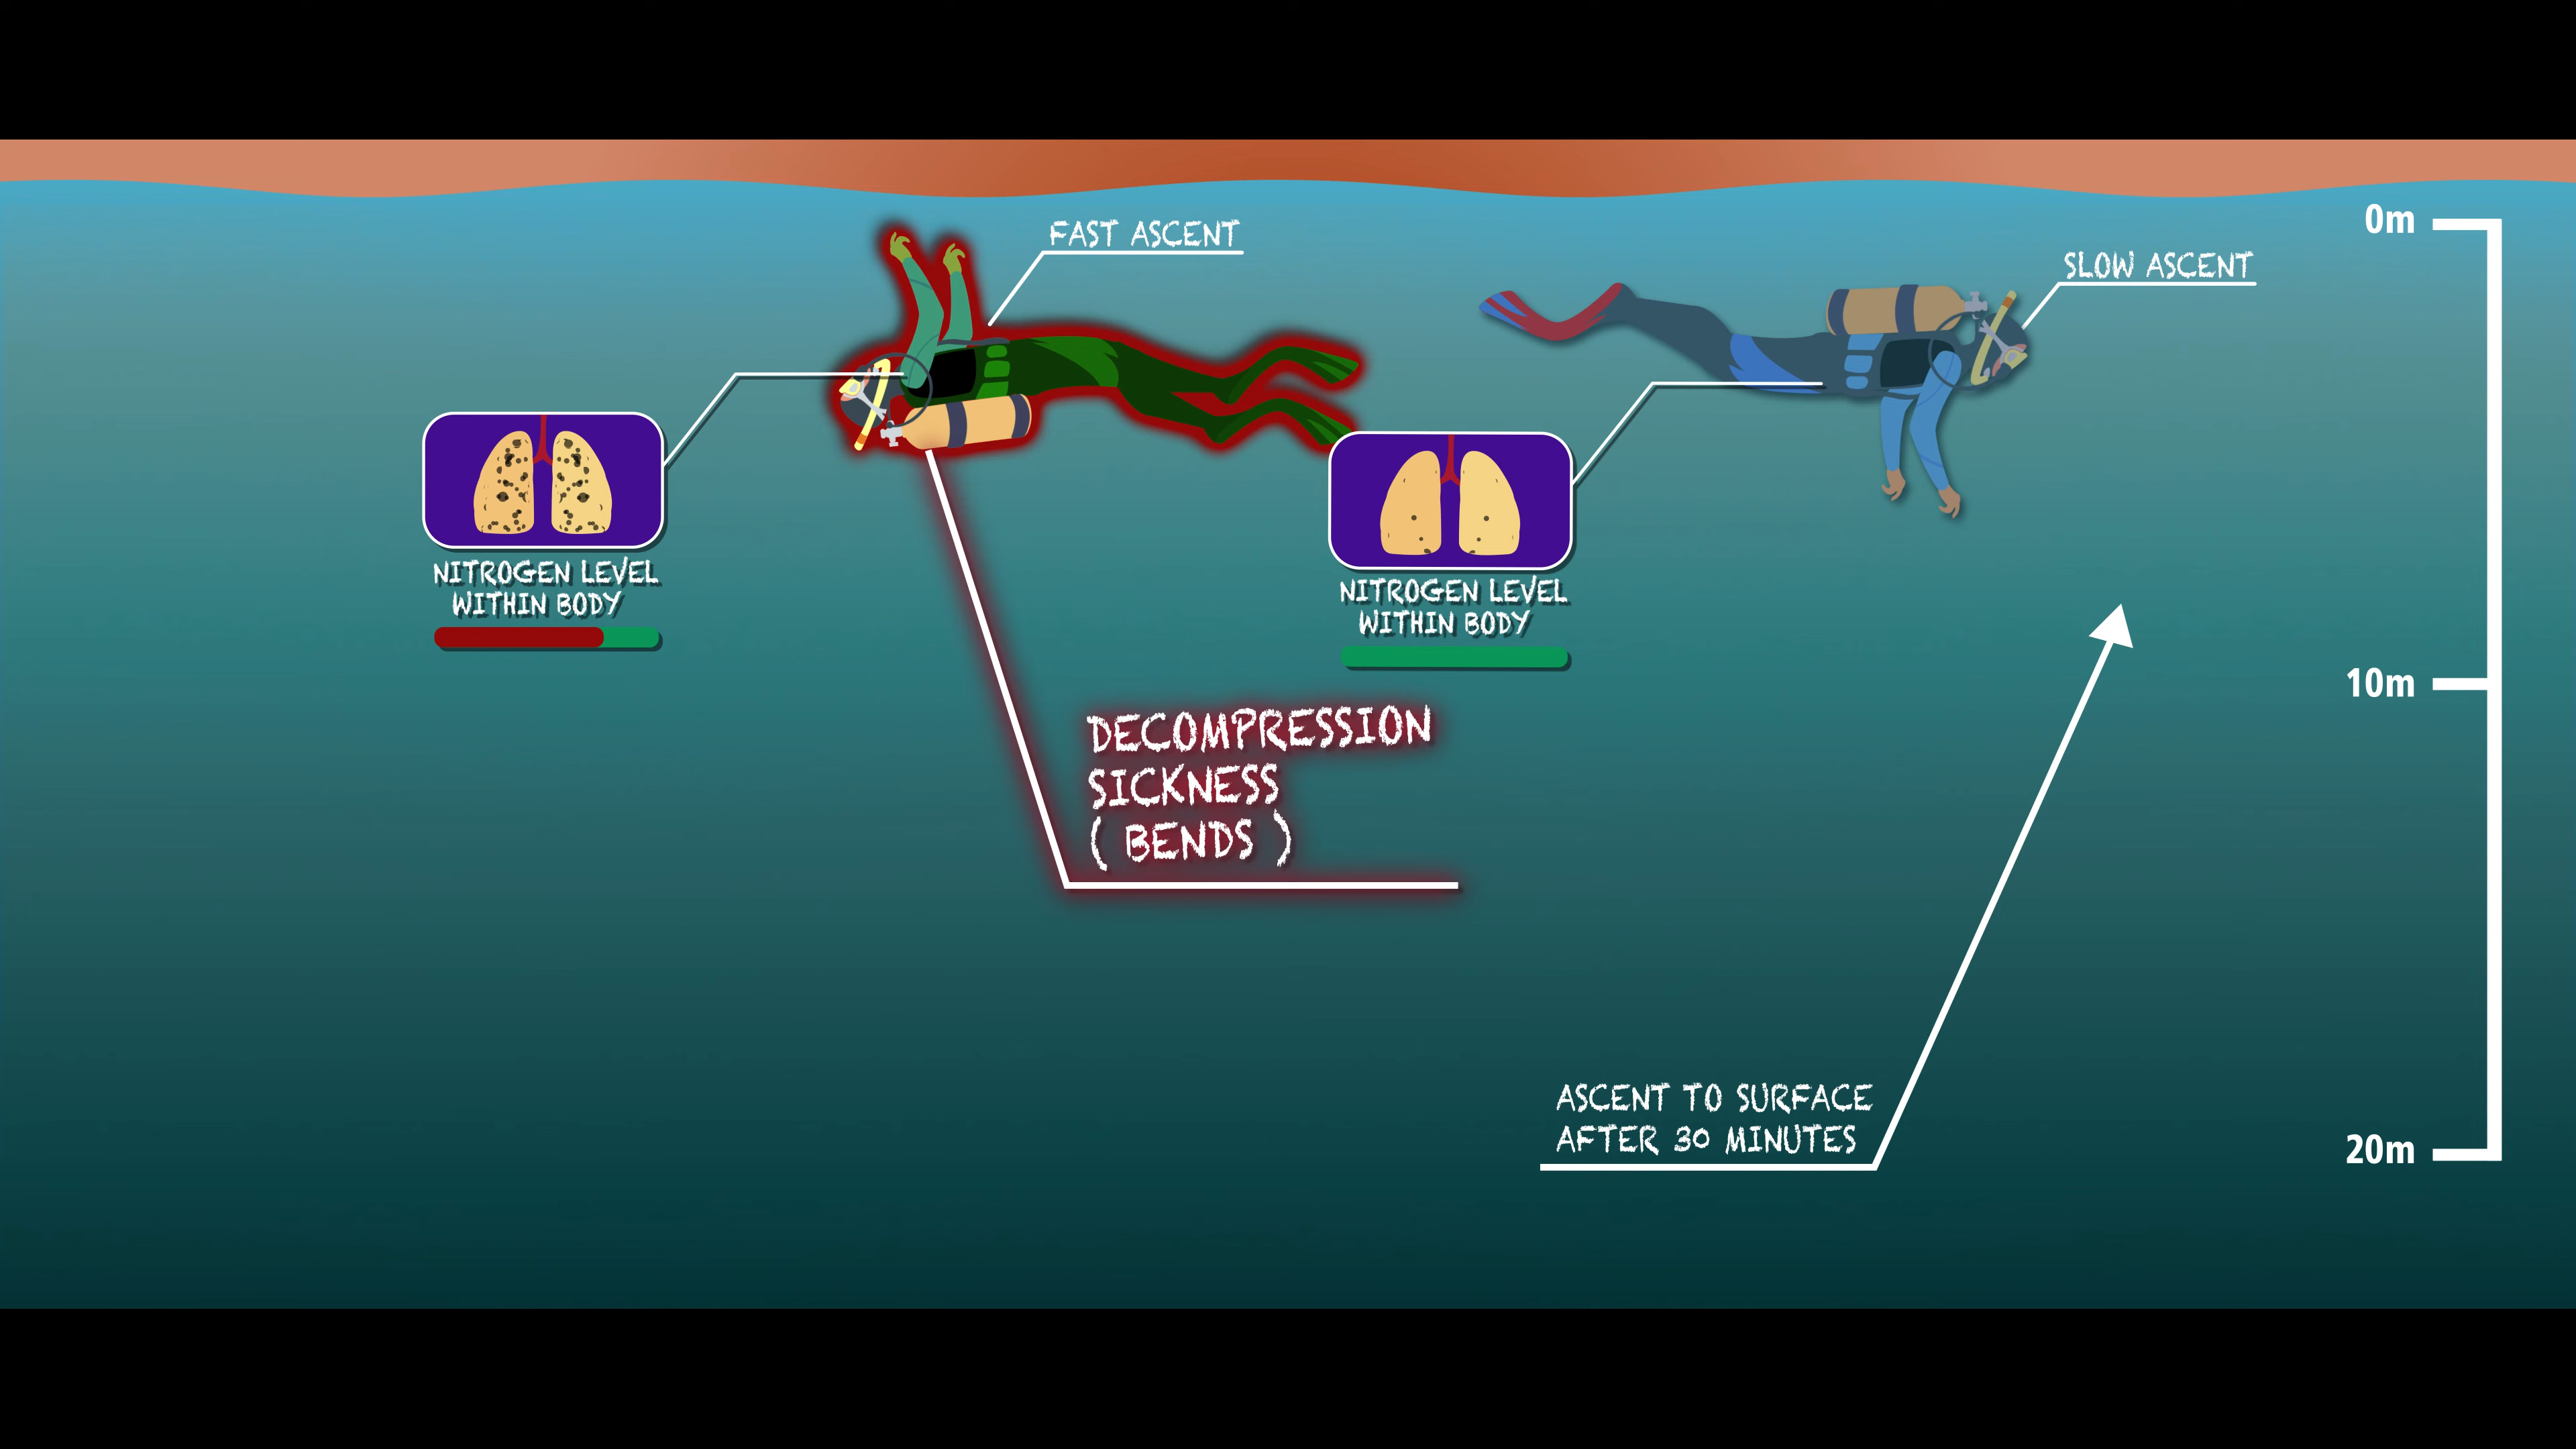 FAST ASCENT
SLOW ASCENT
0m
NITROGEN LEVEL
WITHIN BODY
NITROGEN LEVEL
WITHIN BODY
10m
DECOMPRESSION
SICKNESS
( BENDS )
ASCENT TO SURFACE
AFTER 30 MINUTES
20m